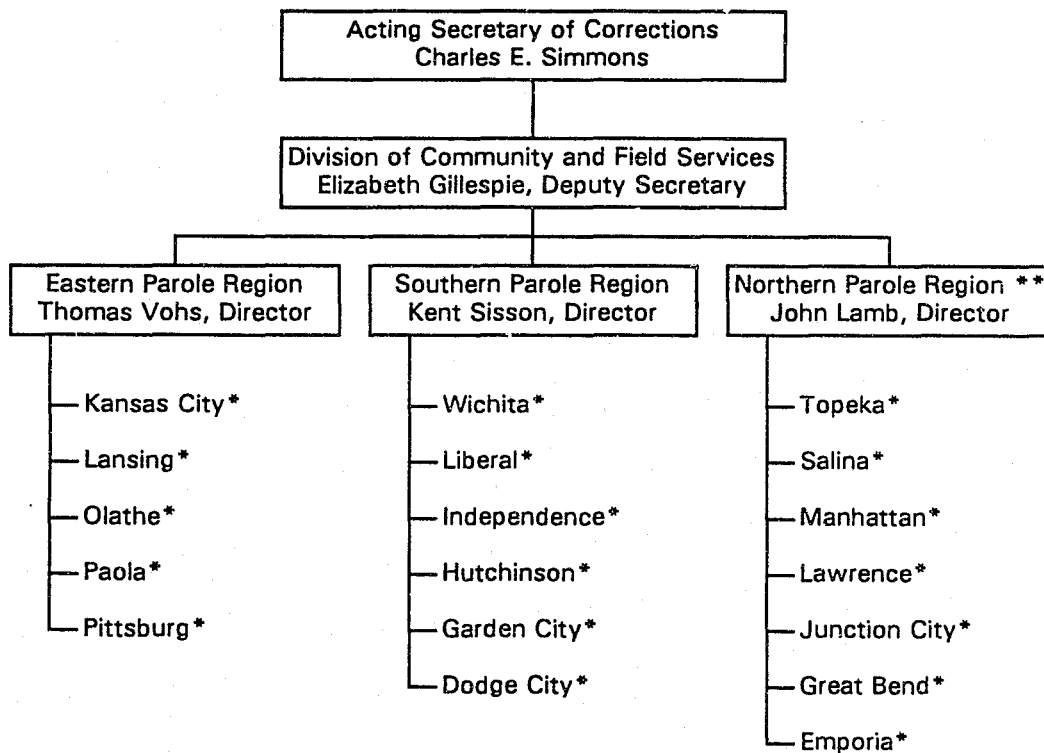 Acting Secretary of Corrections
Charles E. Simmons
Division of Community and Field Services
Elizabeth Gillespie, Deputy Secretary
Eastern Parole Region
Thomas Vohs, Director
Kansas City*
Lansing*
Olathe*
Paola*
Pittsburg*
Southern Parole Region
Kent Sisson, Director
Wichita*
Liberal*
Independence*
Hutchinson*
Garden City*
Dodge City*
Northern Parole Region **
John Lamb, Director
Topeka*
Salina*
Manhattan*
Lawrence*
Junction City*
Great Bend*
Emporia*